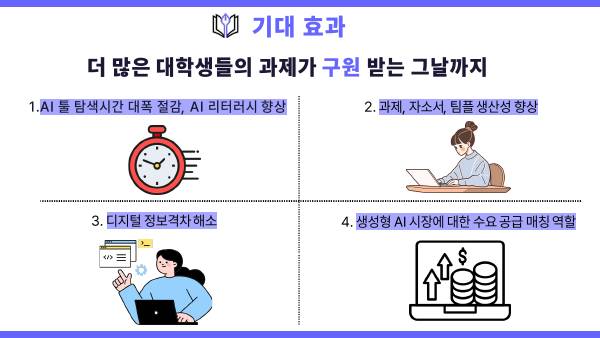 기대 효과
더 많은 대학생들의 과제가 구원 받는 그날까지
1.AI 툴 탐색시간 대폭 절감, AI 리터러시 향상
2. 과제, 자소서, 팀플 생산성 향상
3. 디지털 정보격차 해소
4. 생성형 AI 시장에 대한 수요 공급 매칭 역할